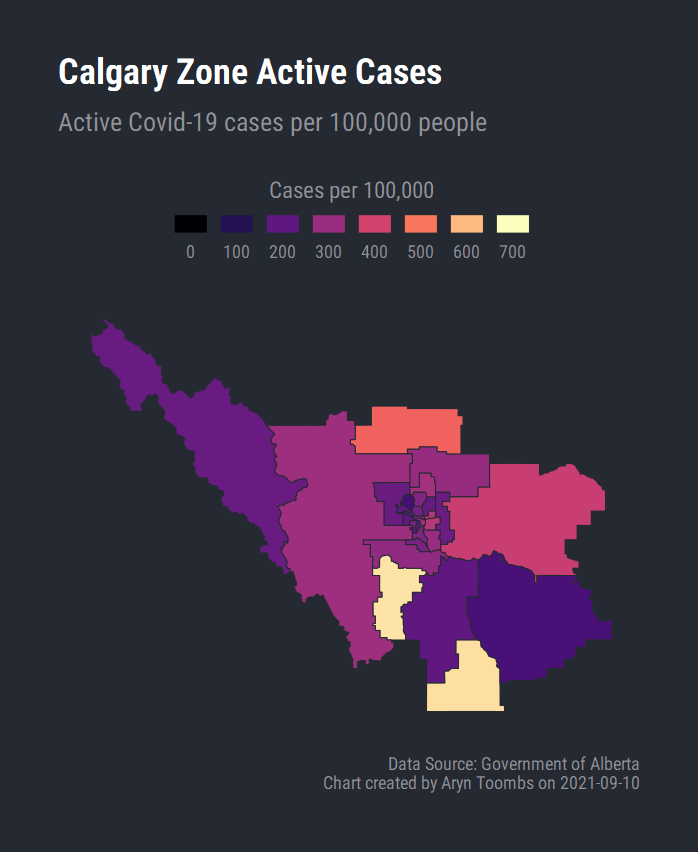 Calgary Zone Active Cases
Active Covid-19 cases per 100,000 people
Cases per 100,000
0 100 200 300 400 500 600 700
Data Source: Government of Alberta
Chart created by Aryn Toombs on 2021-09-10